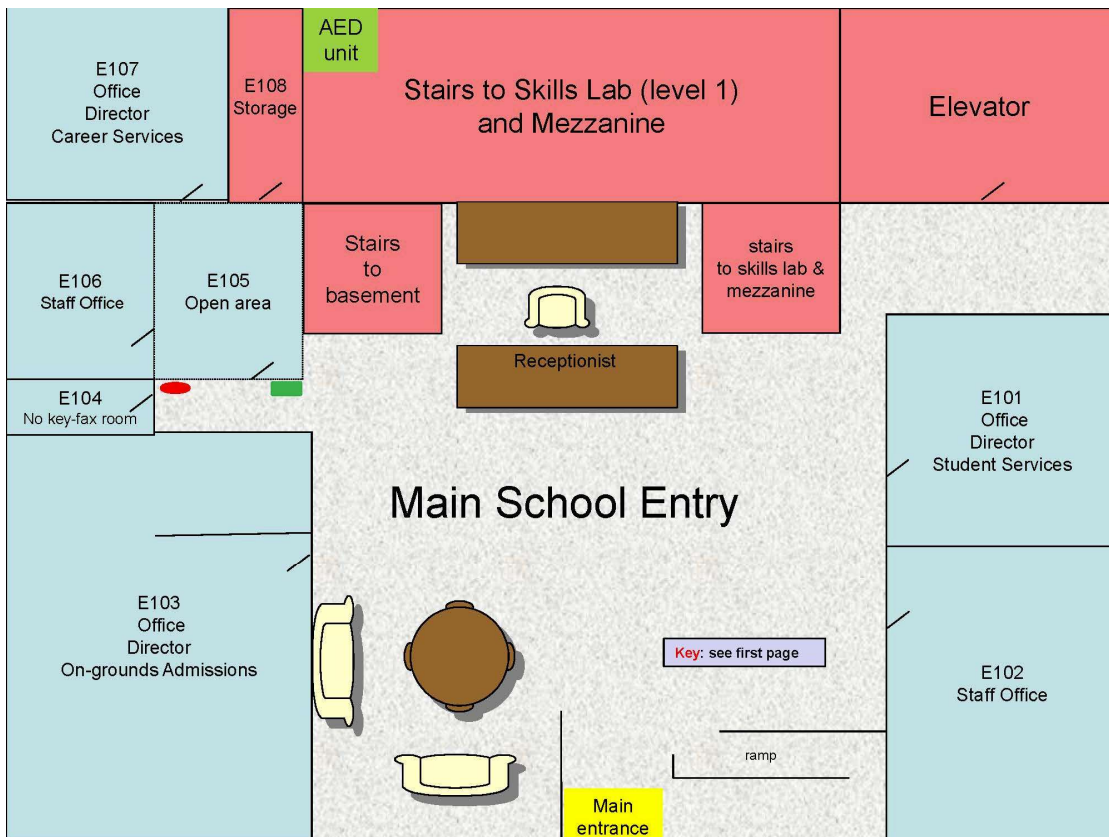 E107
Office
Director
Career Services
E108
Storage
AED
unit
Stairs to Skills Lab (level 1)
and Mezzanine
Elevator
E106
Staff Office
E105
Open area
Stairs
to
basement
stairs
to skills lab &
mezzanine
Receptionist
E104
No key-fax room
E101
Office
Director
Student Services
Main School Entry
E103
Office
Director
On-grounds Admissions
Key: see first page
E102
Staff Office
ramp
Main
entrance